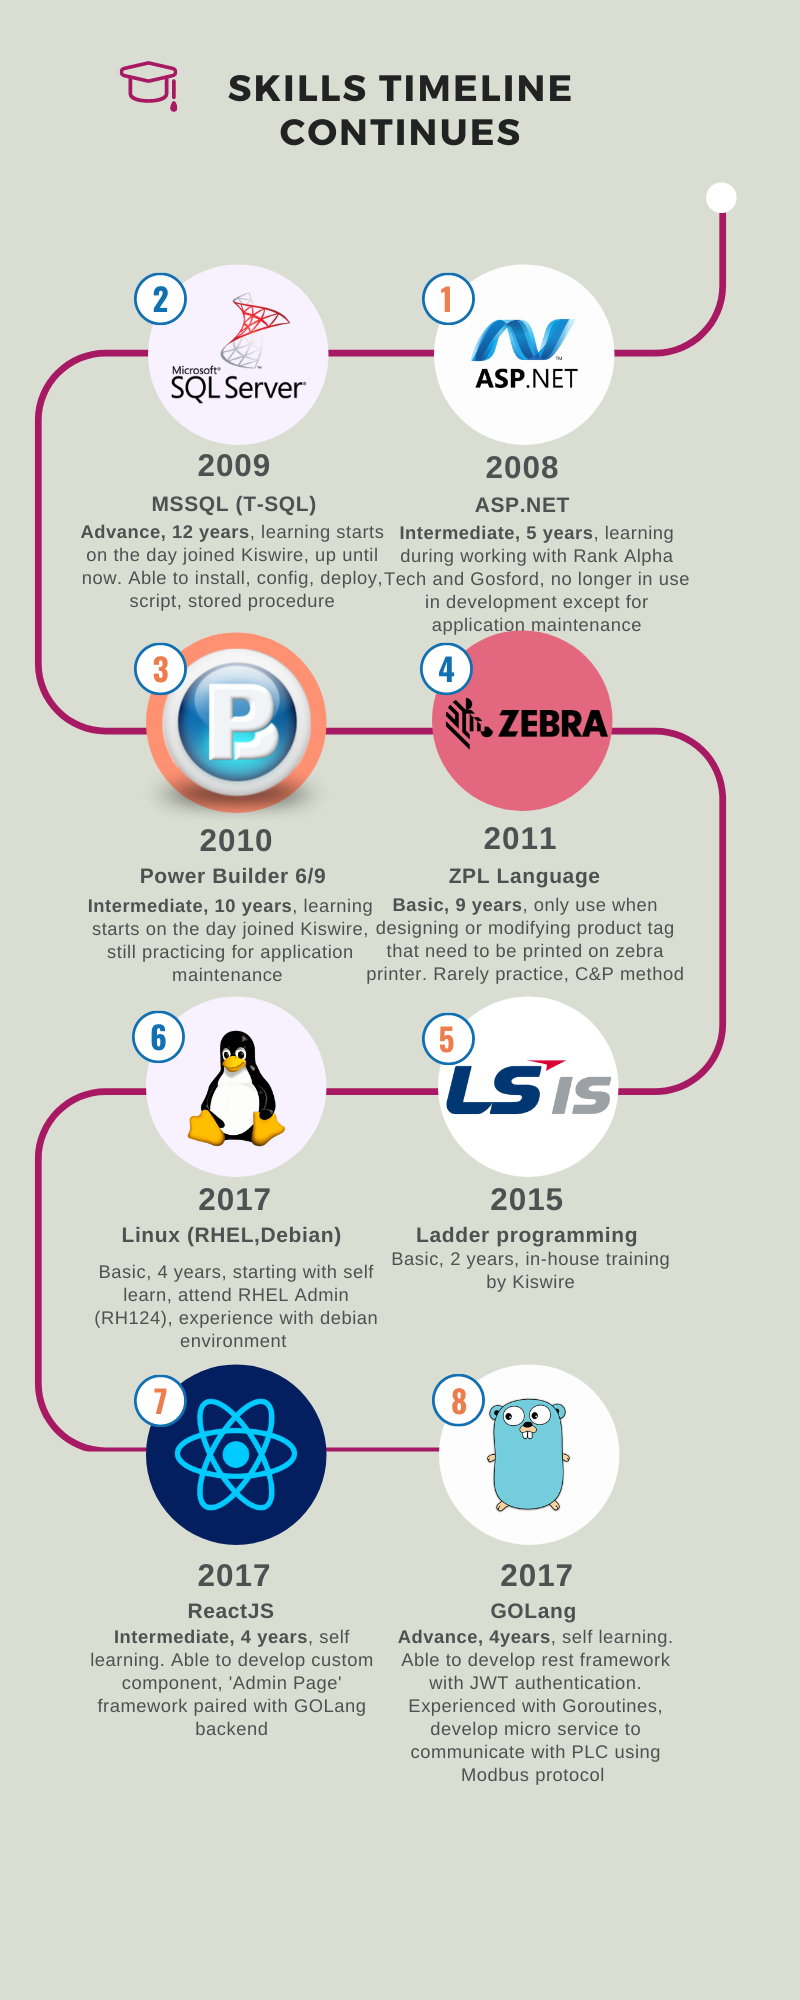 SKILLS TIMELINE
CONTINUES
1
ASP.NET
TM
2008
ASP.NET
Intermediate, 5 years, learning
during working with Rank Alpha
Tech and Gosford, no longer in use
in development except for
application maintenance
2
Microsoft®
SQL Server®
2009
MSSQL (T-SQL)
Advance, 12 years, learning starts
on the day joined Kiswire, up until
now. Able to install, config, deploy,
script, stored procedure
3
2010
Power Builder 6/9
Intermediate, 10 years, learning
starts on the day joined Kiswire,
still practicing for application
maintenance
4
ZEBRA
2011
ZPL Language
Basic, 9 years, only use when
designing or modifying product tag
that need to be printed on zebra
printer. Rarely practice, C&P method
5
LS IS
2015
Ladder programming
Basic, 2 years, in-house training
by Kiswire
6
2017
Linux (RHEL,Debian)
Basic, 4 years, starting with self
learn, attend RHEL Admin
(RH124), experience with debian
environment
7
2017
ReactJS
Intermediate, 4 years, self
learning. Able to develop custom
component, 'Admin Page'
framework paired with GOLang
backend
8
2017
GOLang
Advance, 4years, self learning.
Able to develop rest framework
with JWT authentication.
Experienced with Goroutines,
develop micro service to
communicate with PLC using
Modbus protocol